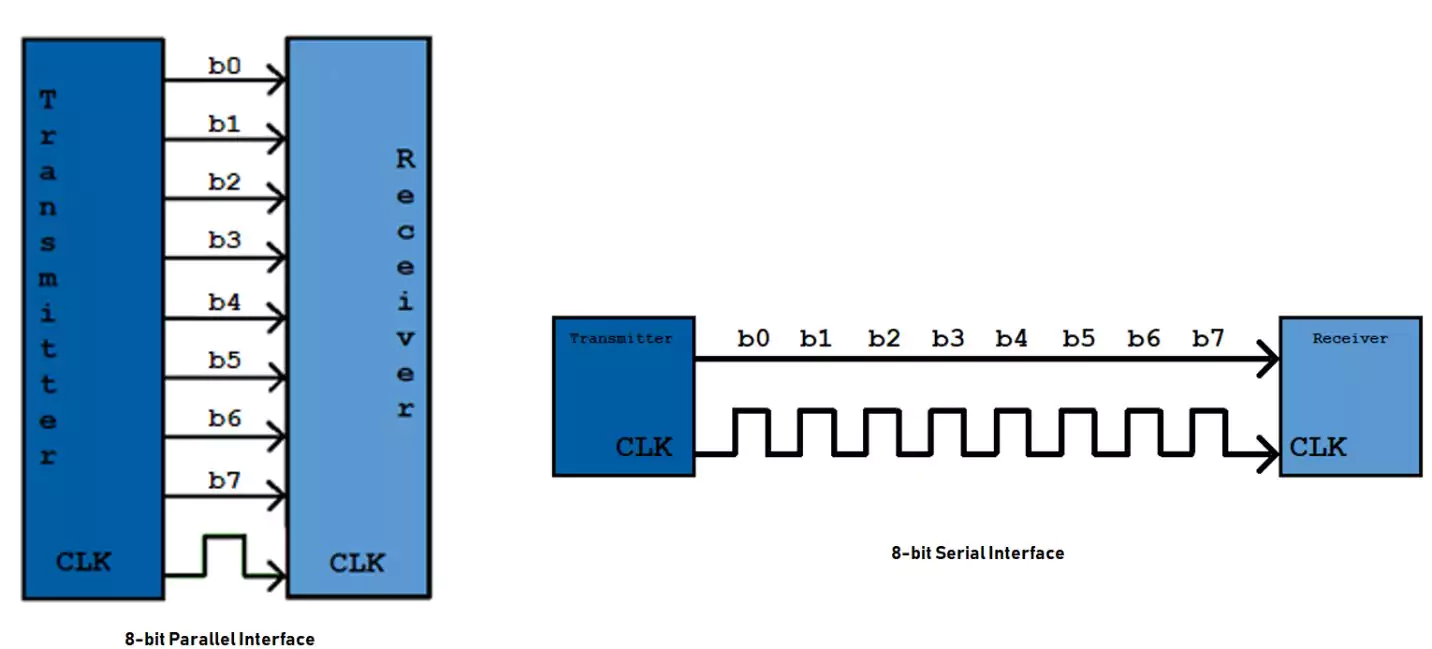 Transmitter
b0
b1
b2
b3
b4
b5
b6
b7
CLK
Receiver
CLK
8-bit Parallel Interface
Transmitter
CLK
b0 b1 b2 b3 b4 b5 b6 b7
Receiver
CLK
8-bit Serial Interface